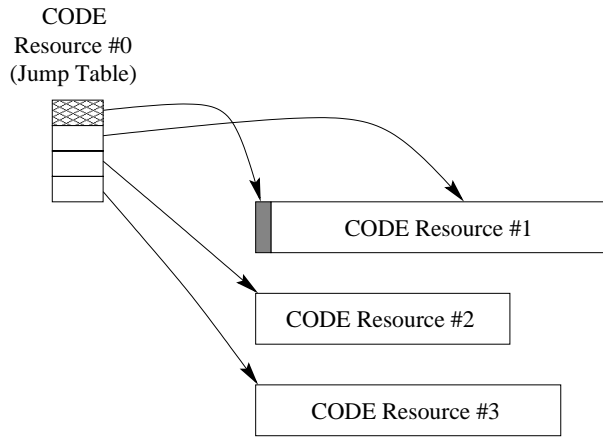 CODE
Resource #0
(Jump Table)
CODE Resource #1
CODE Resource #2
CODE Resource #3